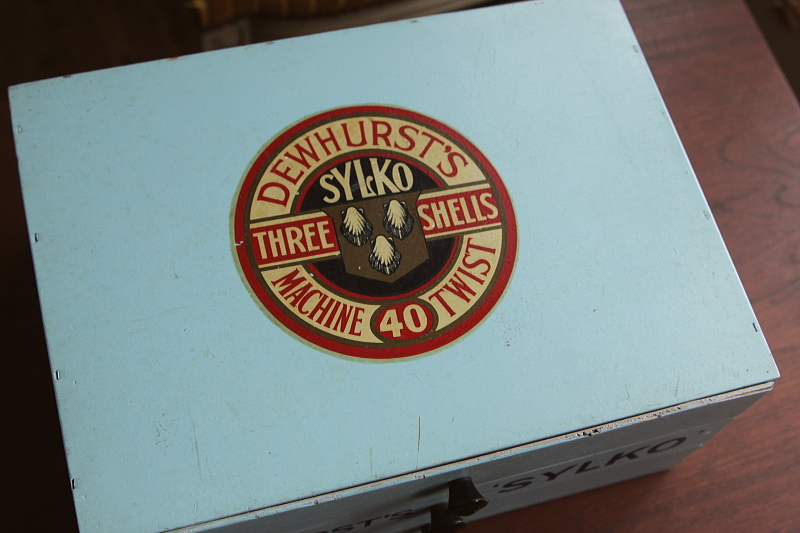 DEWHURST'S
SYLKO
THREE SHELLS
MACHINE 40 TWIST
'SYLKO'